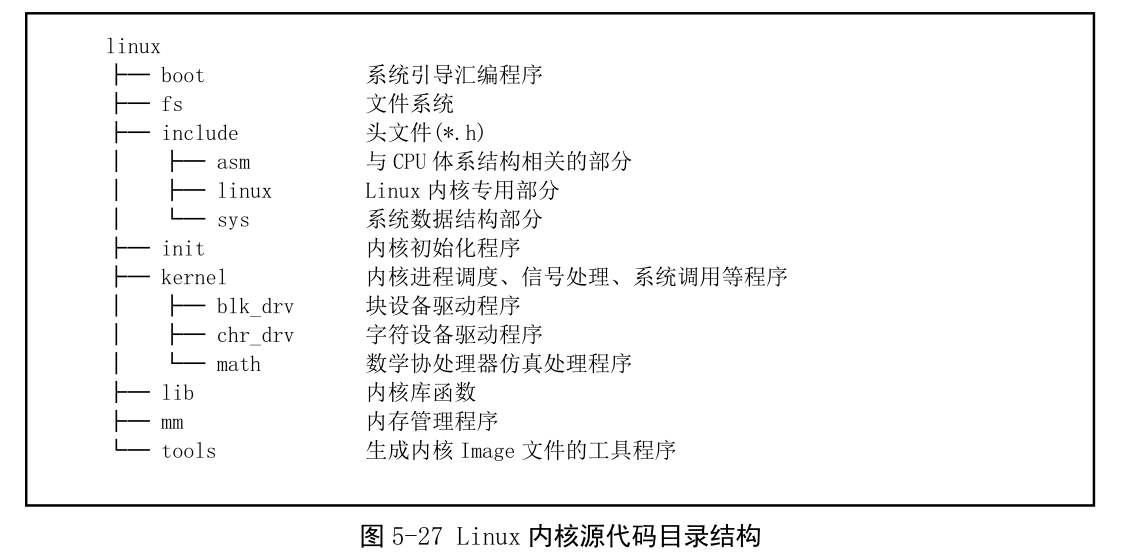 linux
├── boot 系统引导汇编程序
├── fs 文件系统
├── include 头文件(*.h)
│ ├── asm 与 CPU 体系结构相关的部分
│ ├── linux Linux 内核专用部分
│ └── sys 系统数据结构部分
├── init 内核初始化程序
├── kernel 内核进程调度、信号处理、系统调用等程序
│ ├── blk_drv 块设备驱动程序
│ ├── chr_drv 字符设备驱动程序
│ └── math 数学协处理器仿真处理程序
├── lib 内核库函数
├── mm 内存管理程序
└── tools 生成内核 Image 文件的工具程序
图 5-27 Linux 内核源代码目录结构